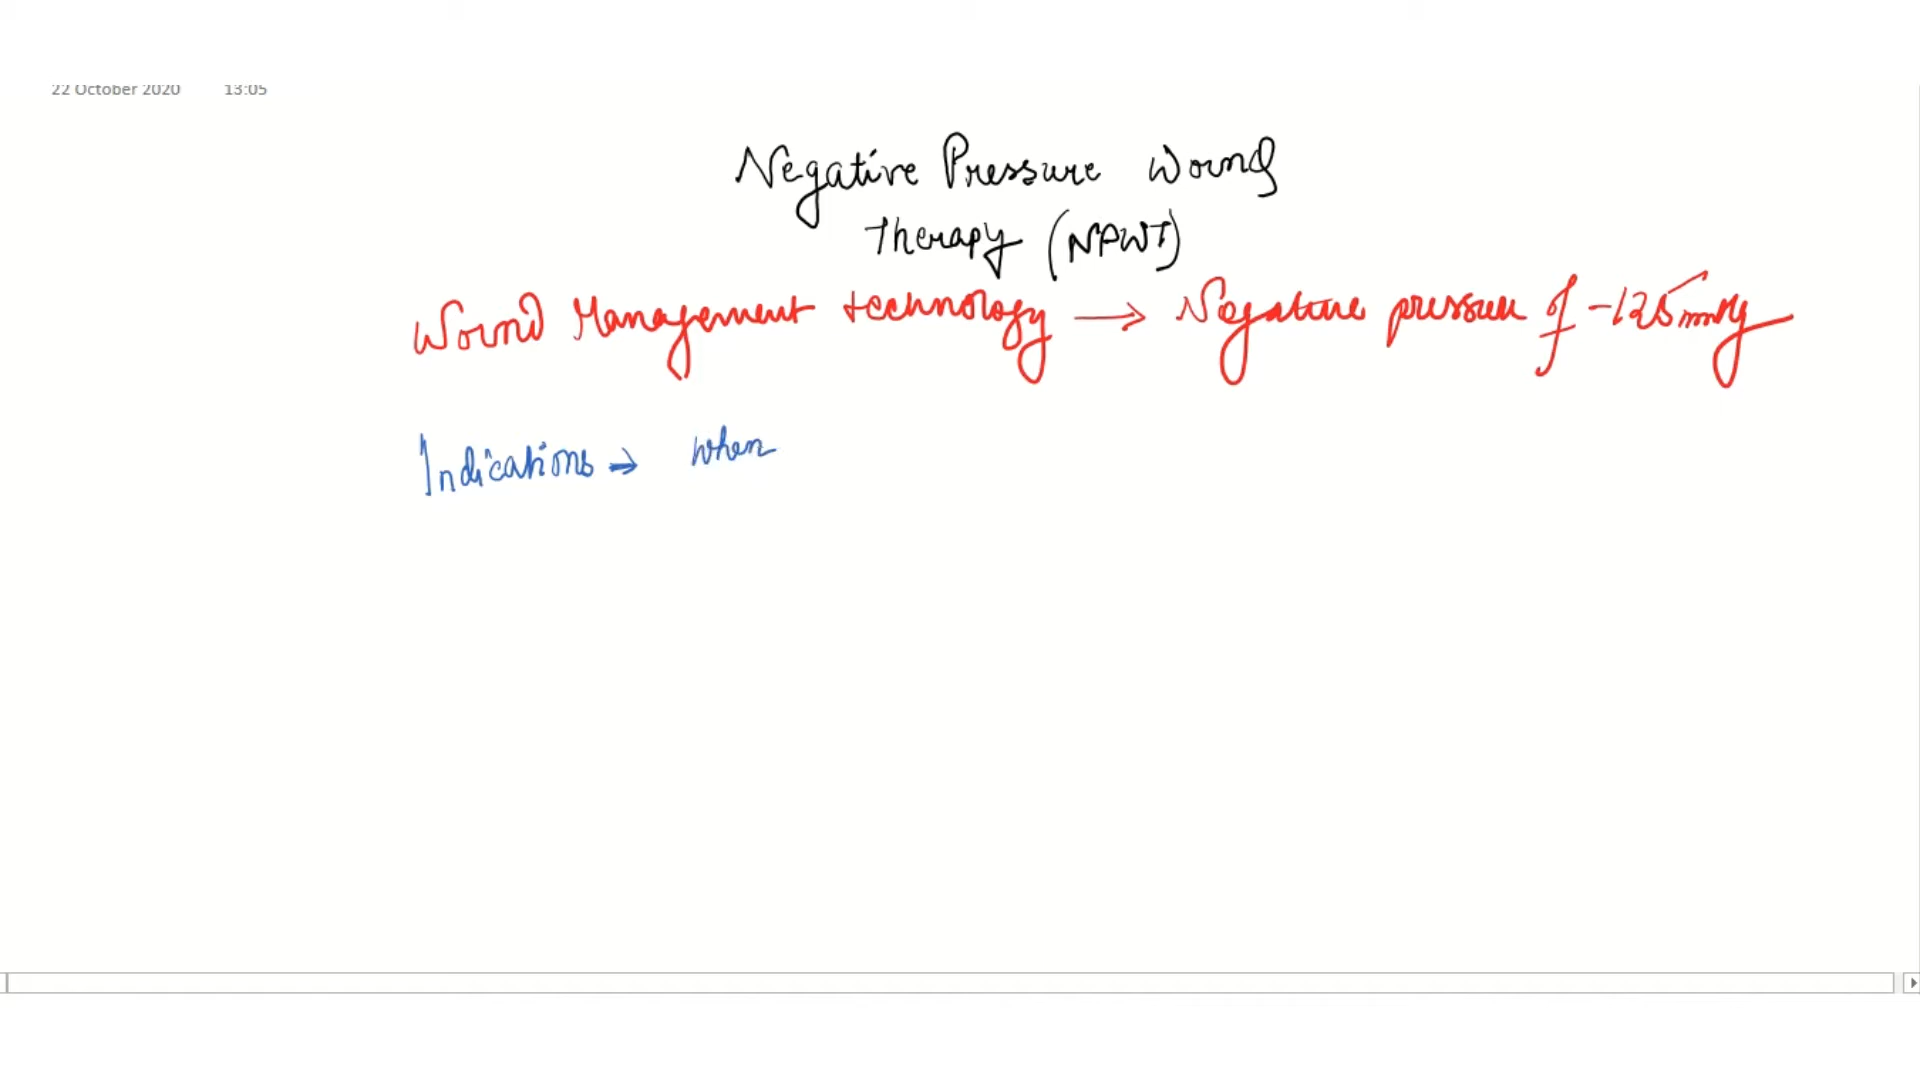 22 October 2020 13:05
Negative Pressure Wound
Therapy (NPWT)
Wound Management technology → Negative pressure of -125mmHg
Indications → when